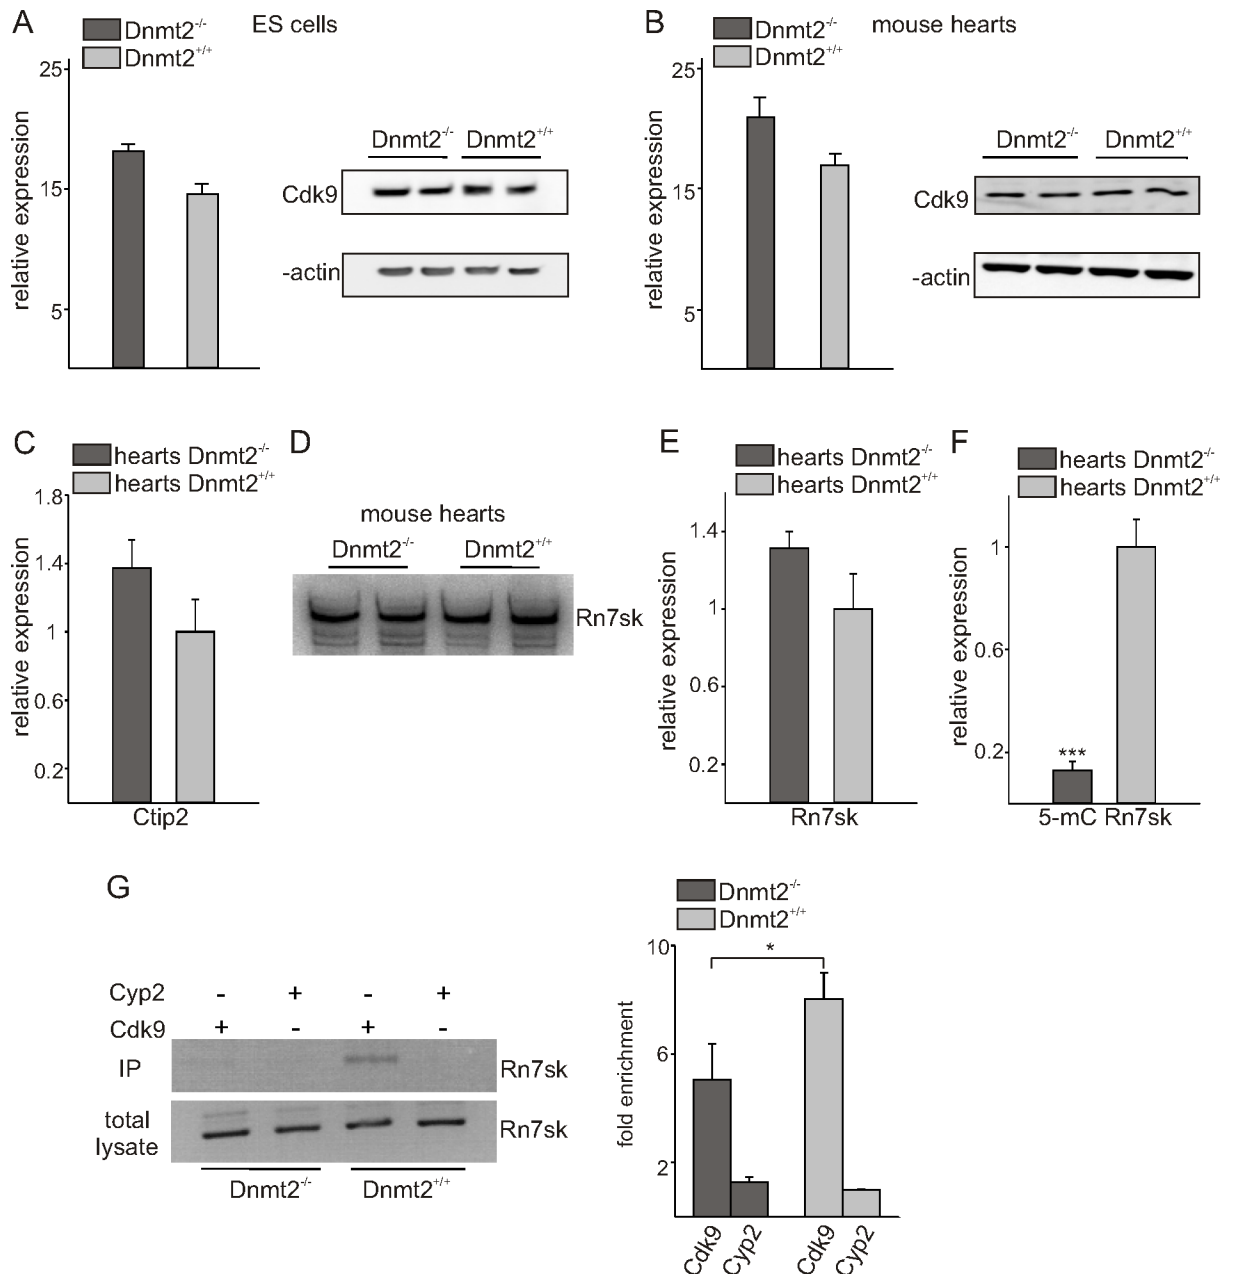 A
Dnmt2-/-
Dnmt2+/+
ES cells
25
15
5
relative expression
Dnmt2-/- Dnmt2+/+
Cdk9
-actin
B
Dnmt2-/-
Dnmt2+/+
mouse hearts
25
15
5
relative expression
Dnmt2-/- Dnmt2+/+
Cdk9
-actin
C
hearts Dnmt2-/-
hearts Dnmt2+/+
1.8
1.4
1
0.6
0.2
relative expression
Ctip2
D
mouse hearts
Dnmt2-/- Dnmt2+/+
Rn7sk
E
hearts Dnmt2-/-
hearts Dnmt2+/+
1.4
1
0.6
0.2
relative expression
Rn7sk
F
hearts Dnmt2-/-
hearts Dnmt2+/+
1
0.6
0.2
relative expression
***
5-mC Rn7sk
G
Cyp2 - + - +
Cdk9 + - + -
IP Rn7sk
total
lysate
Rn7sk
Dnmt2-/- Dnmt2+/+
Dnmt2-/-
Dnmt2+/+
10
6
2
fold enrichment
*
Cdk9 Cyp2 Cdk9 Cyp2